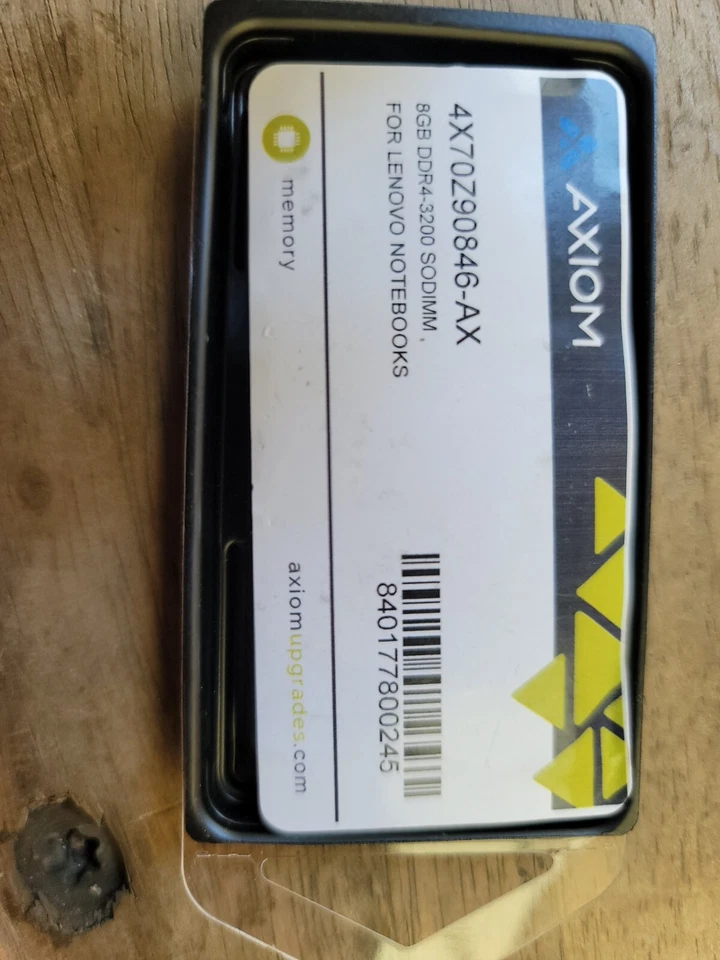 AXIOM
4X70Z90846-AX
8GB DDR4-3200 SODIMM ,
FOR LENOVO NOTEBOOKS
840177800245
memory
axiomupgrades.com